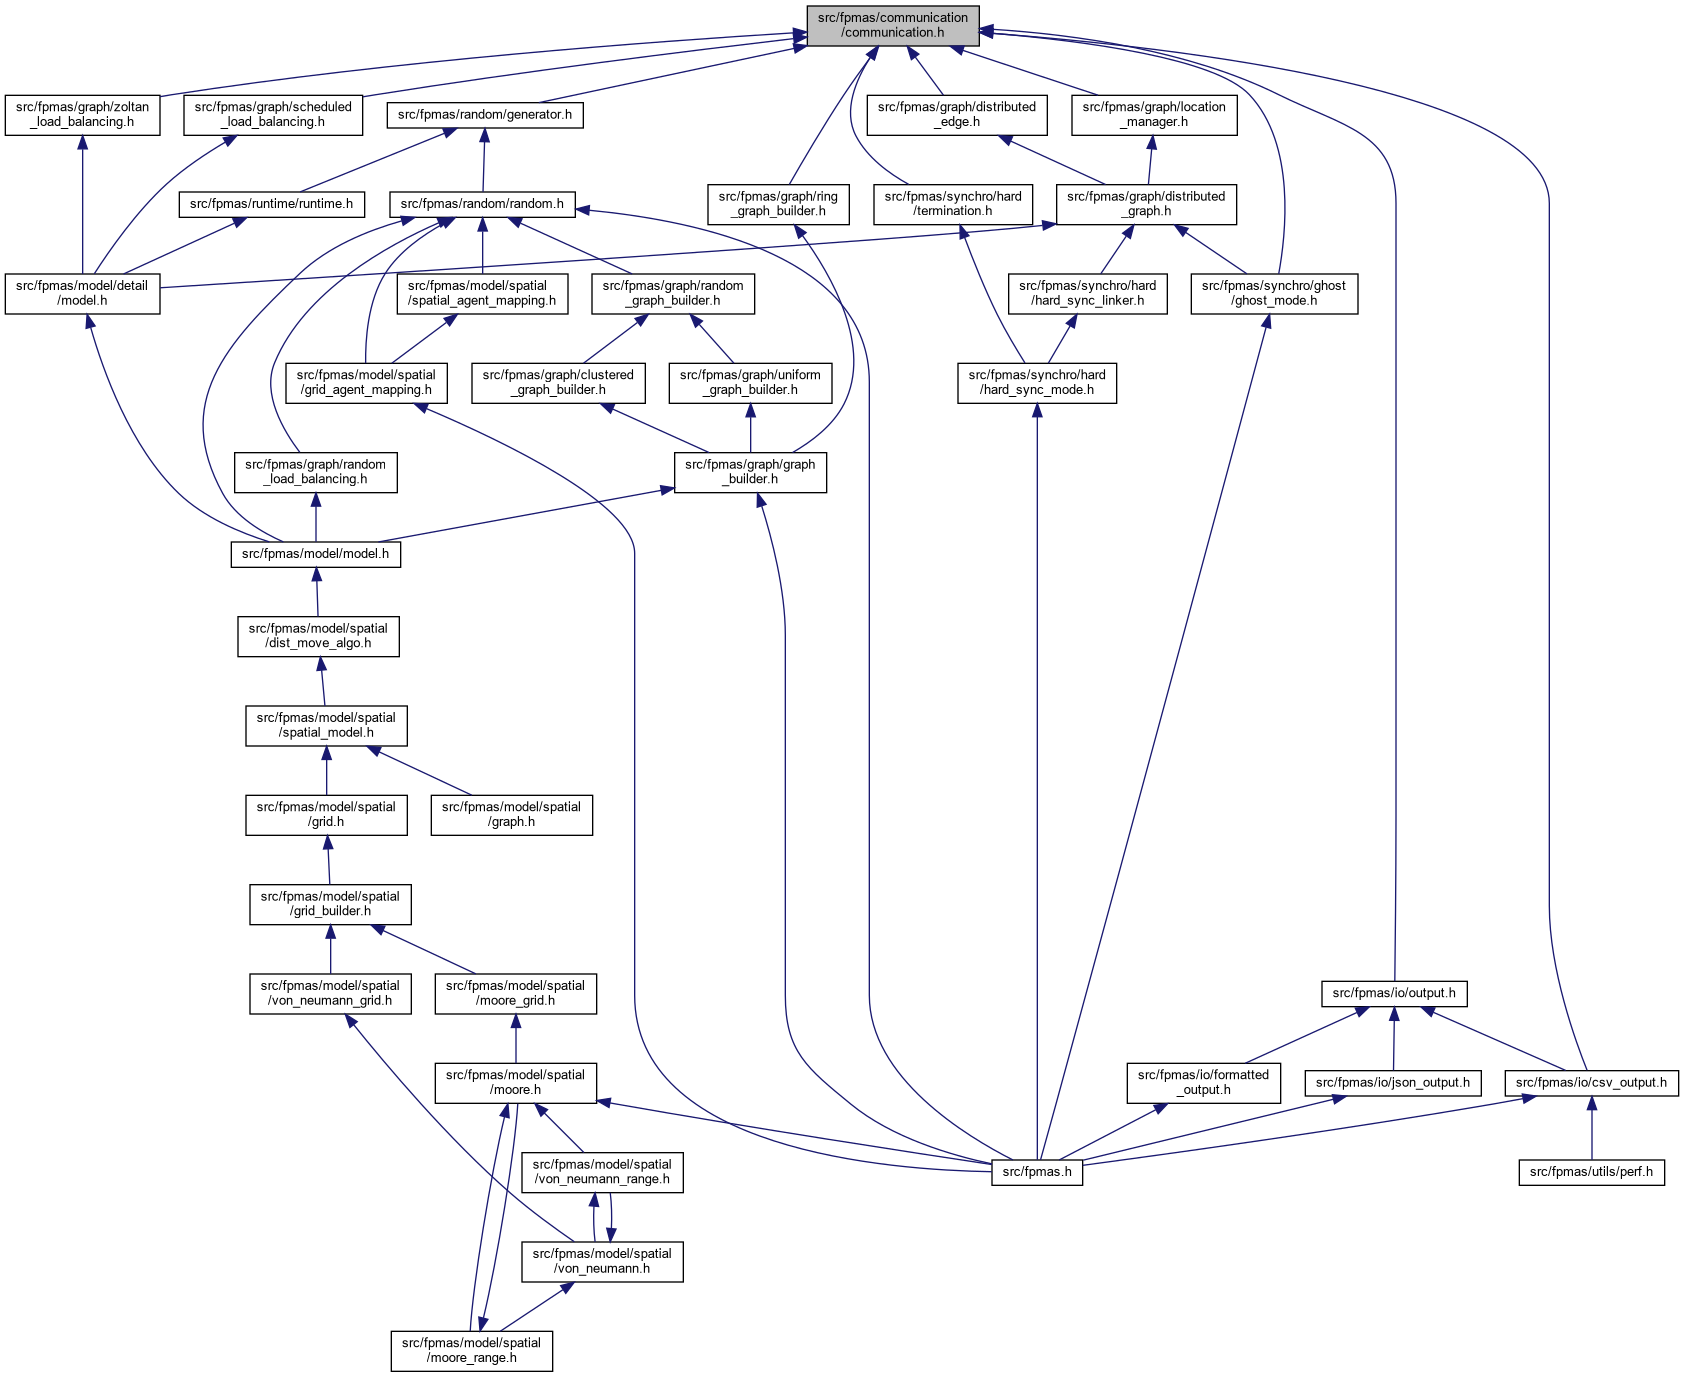 src/fpmas/communication
/communication.h
src/fpmas/graph/zoltan
_load_balancing.h
src/fpmas/graph/scheduled
_load_balancing.h
src/fpmas/random/generator.h
src/fpmas/graph/distributed
_edge.h
src/fpmas/graph/location
_manager.h
src/fpmas/runtime/runtime.h
src/fpmas/random/random.h
src/fpmas/graph/ring
_graph_builder.h
src/fpmas/synchro/hard
/termination.h
src/fpmas/graph/distributed
_graph.h
src/fpmas/model/detail
/model.h
src/fpmas/model/spatial
/spatial_agent_mapping.h
src/fpmas/graph/random
_graph_builder.h
src/fpmas/synchro/hard
/hard_sync_linker.h
src/fpmas/synchro/ghost
/ghost_mode.h
src/fpmas/model/spatial
/grid_agent_mapping.h
src/fpmas/graph/clustered
_graph_builder.h
src/fpmas/graph/uniform
_graph_builder.h
src/fpmas/synchro/hard
/hard_sync_mode.h
src/fpmas/graph/random
_load_balancing.h
src/fpmas/graph/graph
_builder.h
src/fpmas/model/model.h
src/fpmas/model/spatial
/dist_move_algo.h
src/fpmas/model/spatial
/spatial_model.h
src/fpmas/model/spatial
/grid.h
src/fpmas/model/spatial
/graph.h
src/fpmas/model/spatial
/grid_builder.h
src/fpmas/model/spatial
/von_neumann_grid.h
src/fpmas/model/spatial
/moore_grid.h
src/fpmas/io/output.h
src/fpmas/model/spatial
/moore.h
src/fpmas/io/formatted
_output.h
src/fpmas/io/json_output.h
src/fpmas/io/csv_output.h
src/fpmas/model/spatial
/von_neumann_range.h
src/fpmas.h
src/fpmas/utils/perf.h
src/fpmas/model/spatial
/von_neumann.h
src/fpmas/model/spatial
/moore_range.h